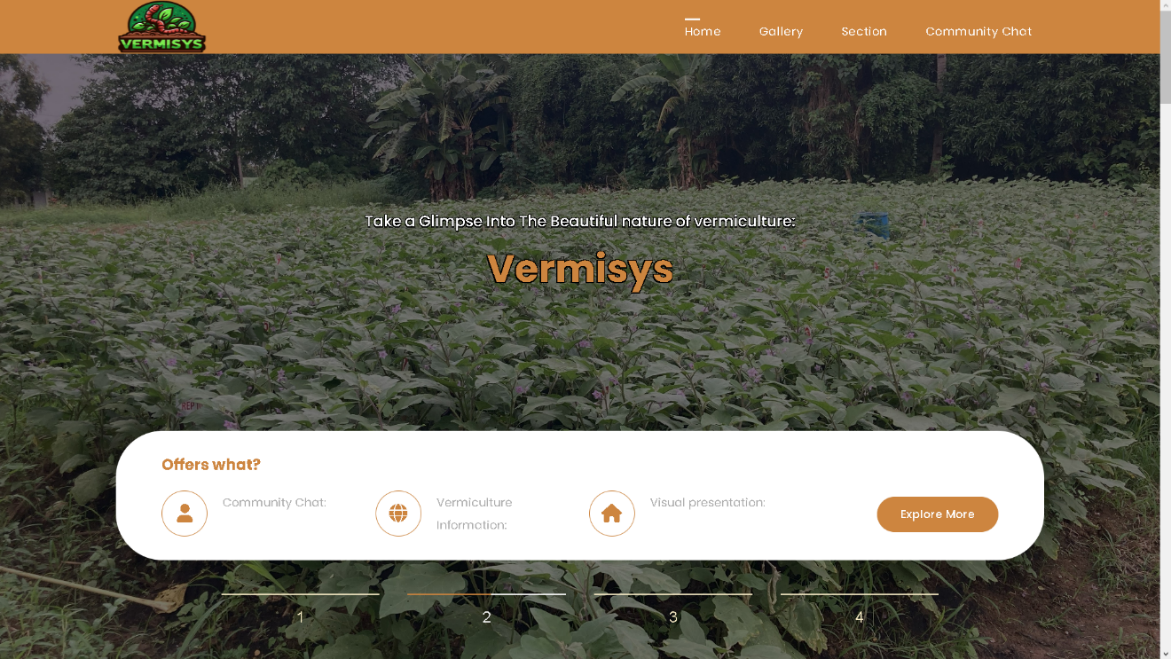 VERMISYS
Home Gallery Section Community Chat
Take a Glimpse Into The Beautiful nature of vermiculture:
Vermisys
Offers what?
Community Chat:
Vermiculture
Information:
Visual presentation:
Explore More
1 2 3 4